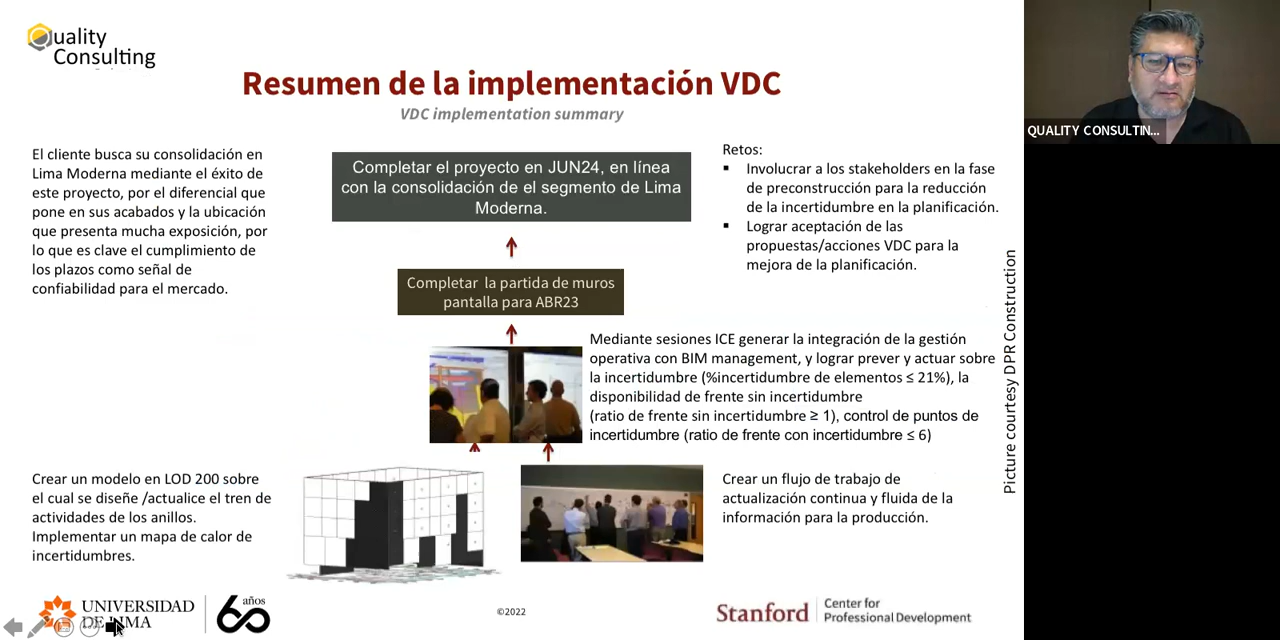 Quality
Consulting
Resumen de la implementación VDC
VDC implementation summary
El cliente busca su consolidación en
Lima Moderna mediante el éxito de
este proyecto, por el diferencial que
pone en sus acabados y la ubicación
que presenta mucha exposición, por
lo que es clave el cumplimiento de
los plazos como señal de
confiabilidad para el mercado.
Completar el proyecto en JUN24, en línea
con la consolidación de el segmento de Lima
Moderna.
Retos:
▪ Involucrar a los stakeholders en la fase
de preconstrucción para la reducción
de la incertidumbre en la planificación.
▪ Lograr aceptación de las
propuestas/acciones VDC para la
mejora de la planificación.
Completar la partida de muros
pantalla para ABR23
Mediante sesiones ICE generar la integración de la gestión
operativa con BIM management, y lograr prever y actuar sobre
la incertidumbre (%incertidumbre de elementos ≤ 21%), la
disponibilidad de frente sin incertidumbre
(ratio de frente sin incertidumbre ≥ 1), control de puntos de
incertidumbre (ratio de frente con incertidumbre ≤ 6)
Picture courtesy DPR Construction
Crear un modelo en LOD 200 sobre
el cual se diseñe /actualice el tren de
actividades de los anillos.
Implementar un mapa de calor de
incertidumbres.
Crear un flujo de trabajo de
actualización continua y fluida de la
información para la producción.
UNIVERSIDAD
DE LIMA
60 años
©2022
Stanford
Center for
Professional Development
QUALITY CONSULTIN...